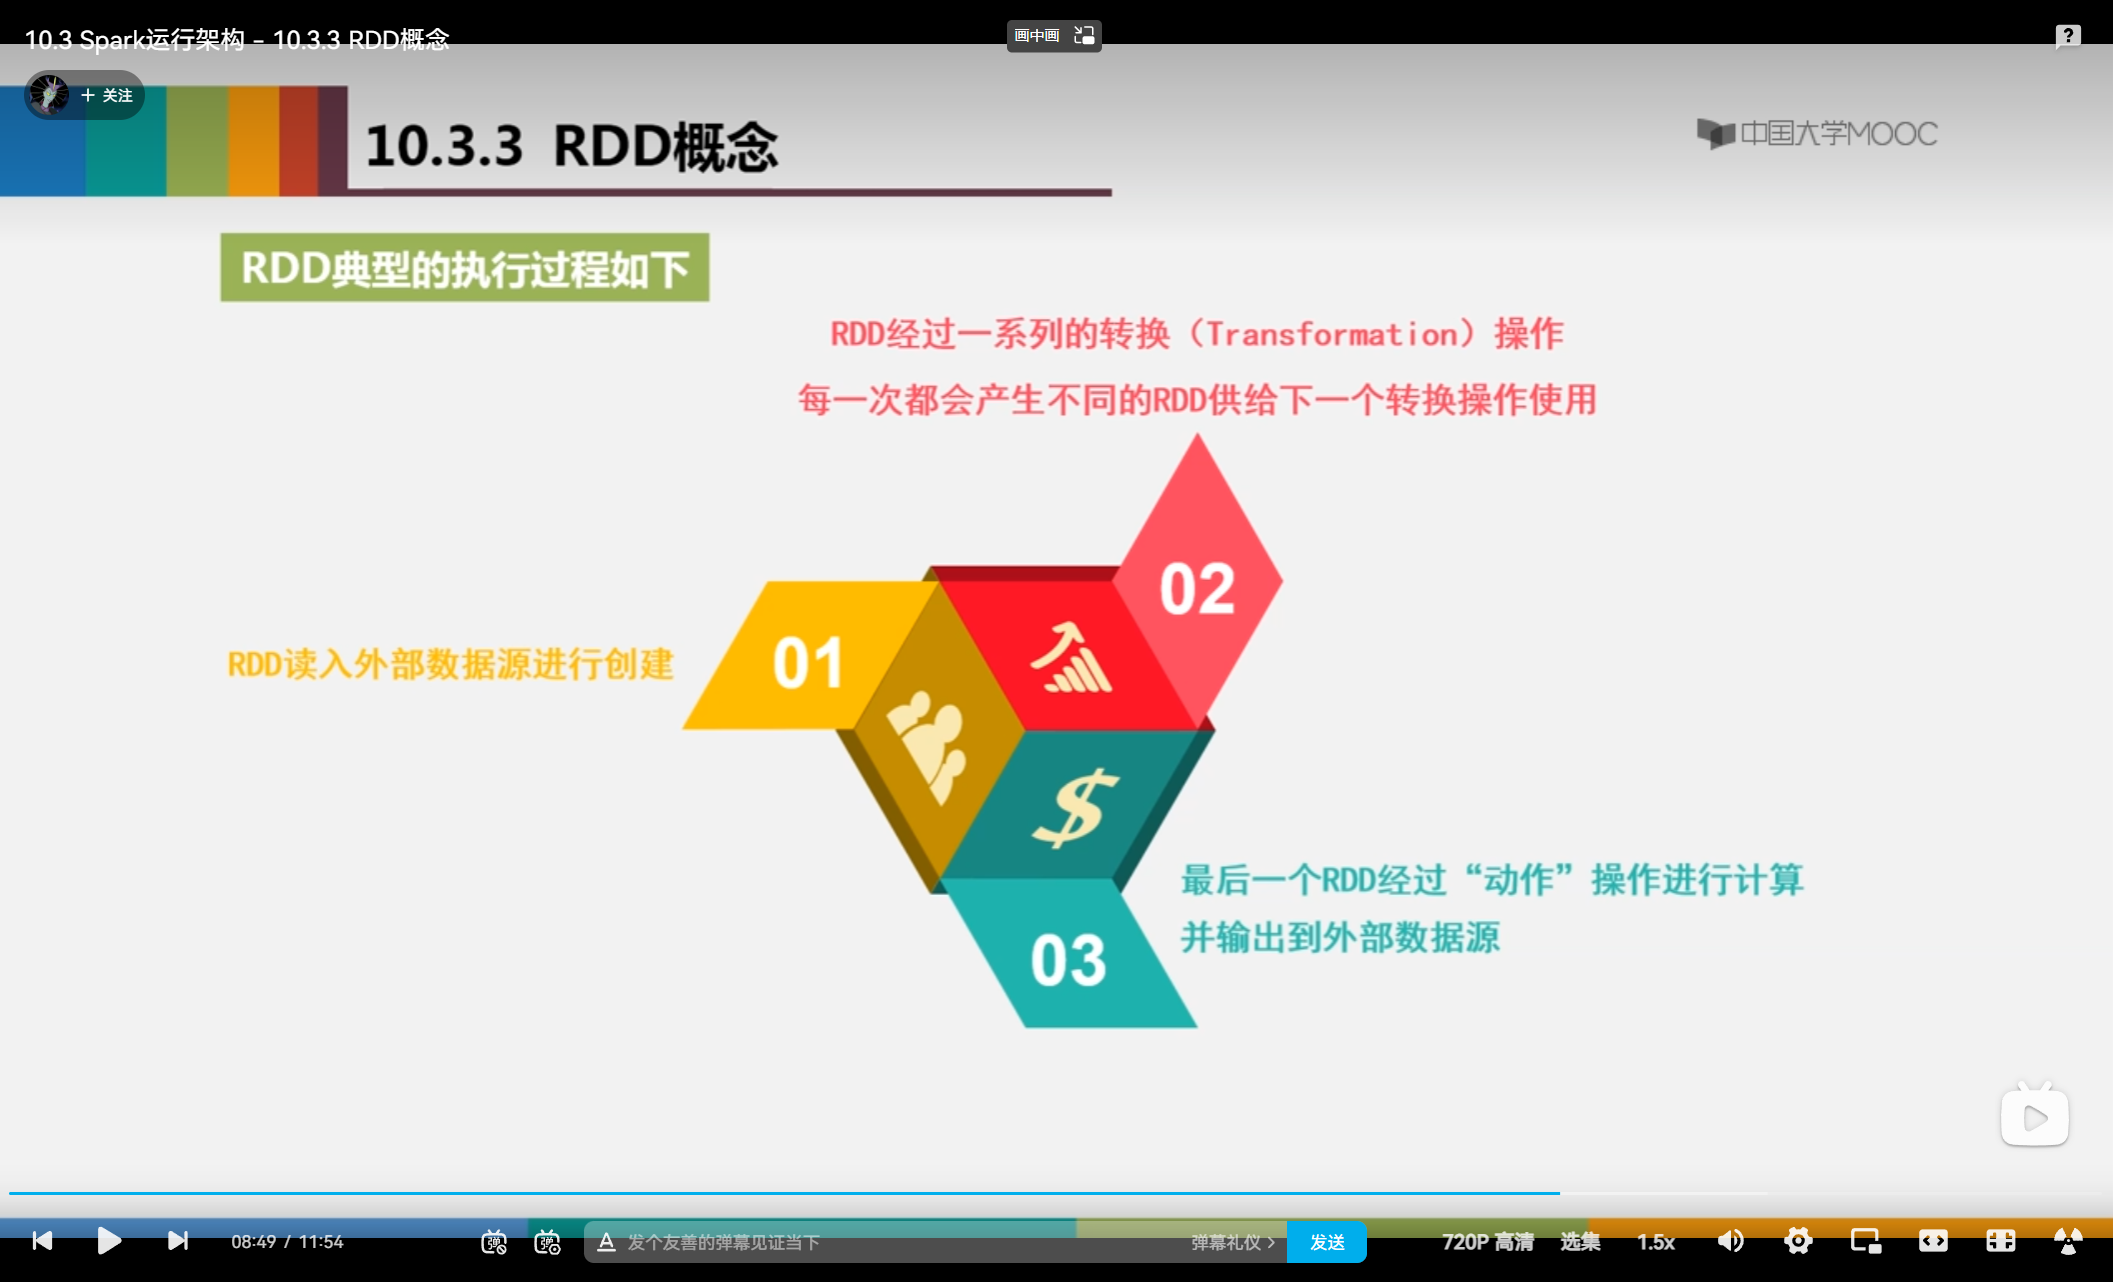 10.3 Spark运行架构 - 10.3.3 RDD概念
画中画
+ 关注
10.3.3 RDD概念
中国大学MOOC
RDD典型的执行过程如下
RDD经过一系列的转换（Transformation）操作
每一次都会产生不同的RDD供给下一个转换操作使用
02
01
RDD读入外部数据源进行创建
最后一个RDD经过“动作”操作进行计算
并输出到外部数据源
03
08:49 / 11:54
弹
弹
A
发个友善的弹幕见证当下
弹幕礼仪 >
发送
720P 高清
选集
1.5x